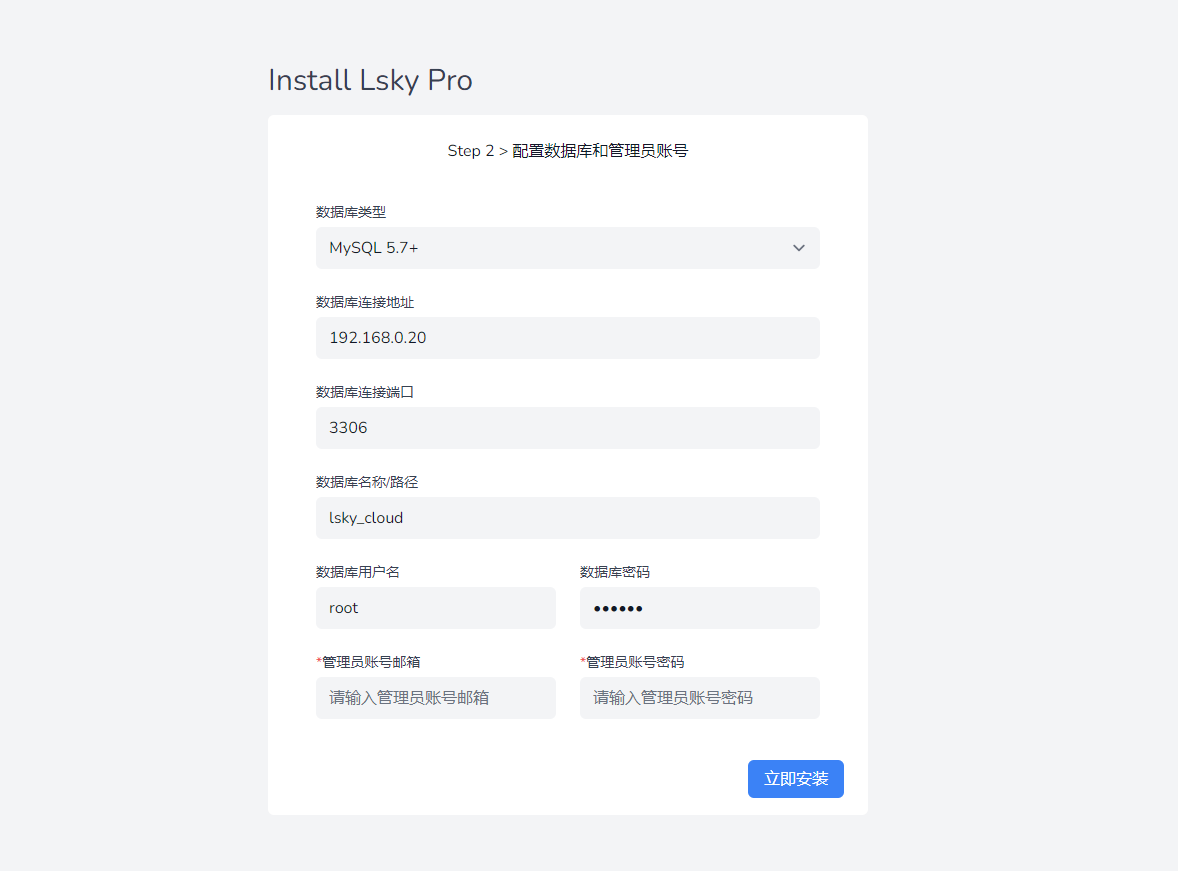 Install Lsky Pro
Step 2 > 配置数据库和管理员账号
数据库类型
MySQL 5.7+
数据库连接地址
192.168.0.20
数据库连接端口
3306
数据库名称/路径
lsky_cloud
数据库用户名 数据库密码
root ••••••
*管理员账号邮箱 *管理员账号密码
请输入管理员账号邮箱 请输入管理员账号密码
立即安装